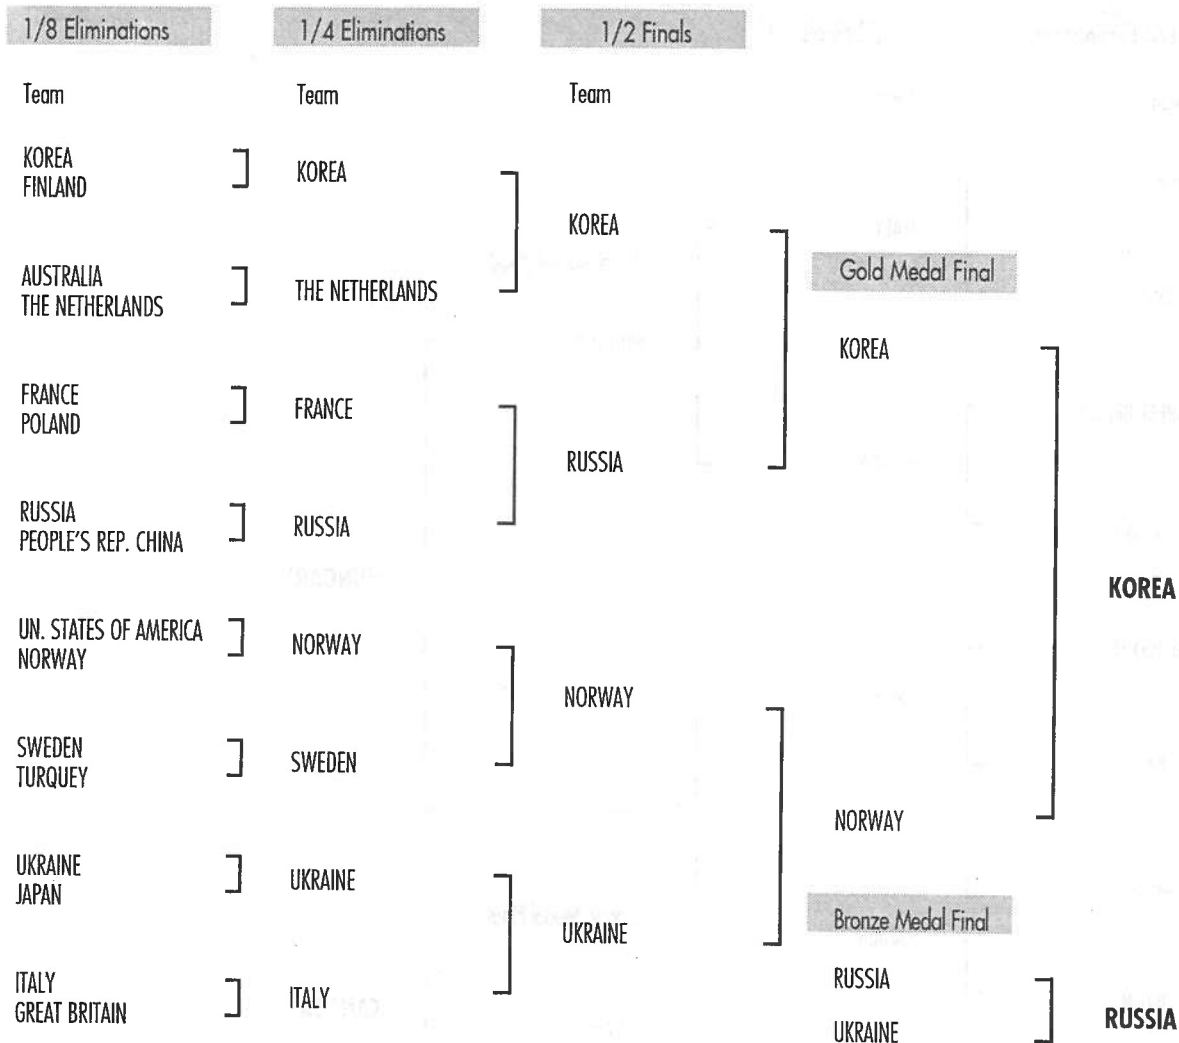 1/8 Eliminations
1/4 Eliminations
1/2 Finals
Team
Team
Team
KOREA
FINLAND
KOREA
KOREA
AUSTRALIA
THE NETHERLANDS
THE NETHERLANDS
Gold Medal Final
KOREA
FRANCE
POLAND
FRANCE
RUSSIA
RUSSIA
PEOPLE'S REP. CHINA
RUSSIA
KOREA
UN. STATES OF AMERICA
NORWAY
NORWAY
NORWAY
SWEDEN
TURQUEY
SWEDEN
NORWAY
UKRAINE
JAPAN
UKRAINE
UKRAINE
Bronze Medal Final
ITALY
GREAT BRITAIN
ITALY
RUSSIA
UKRAINE
RUSSIA